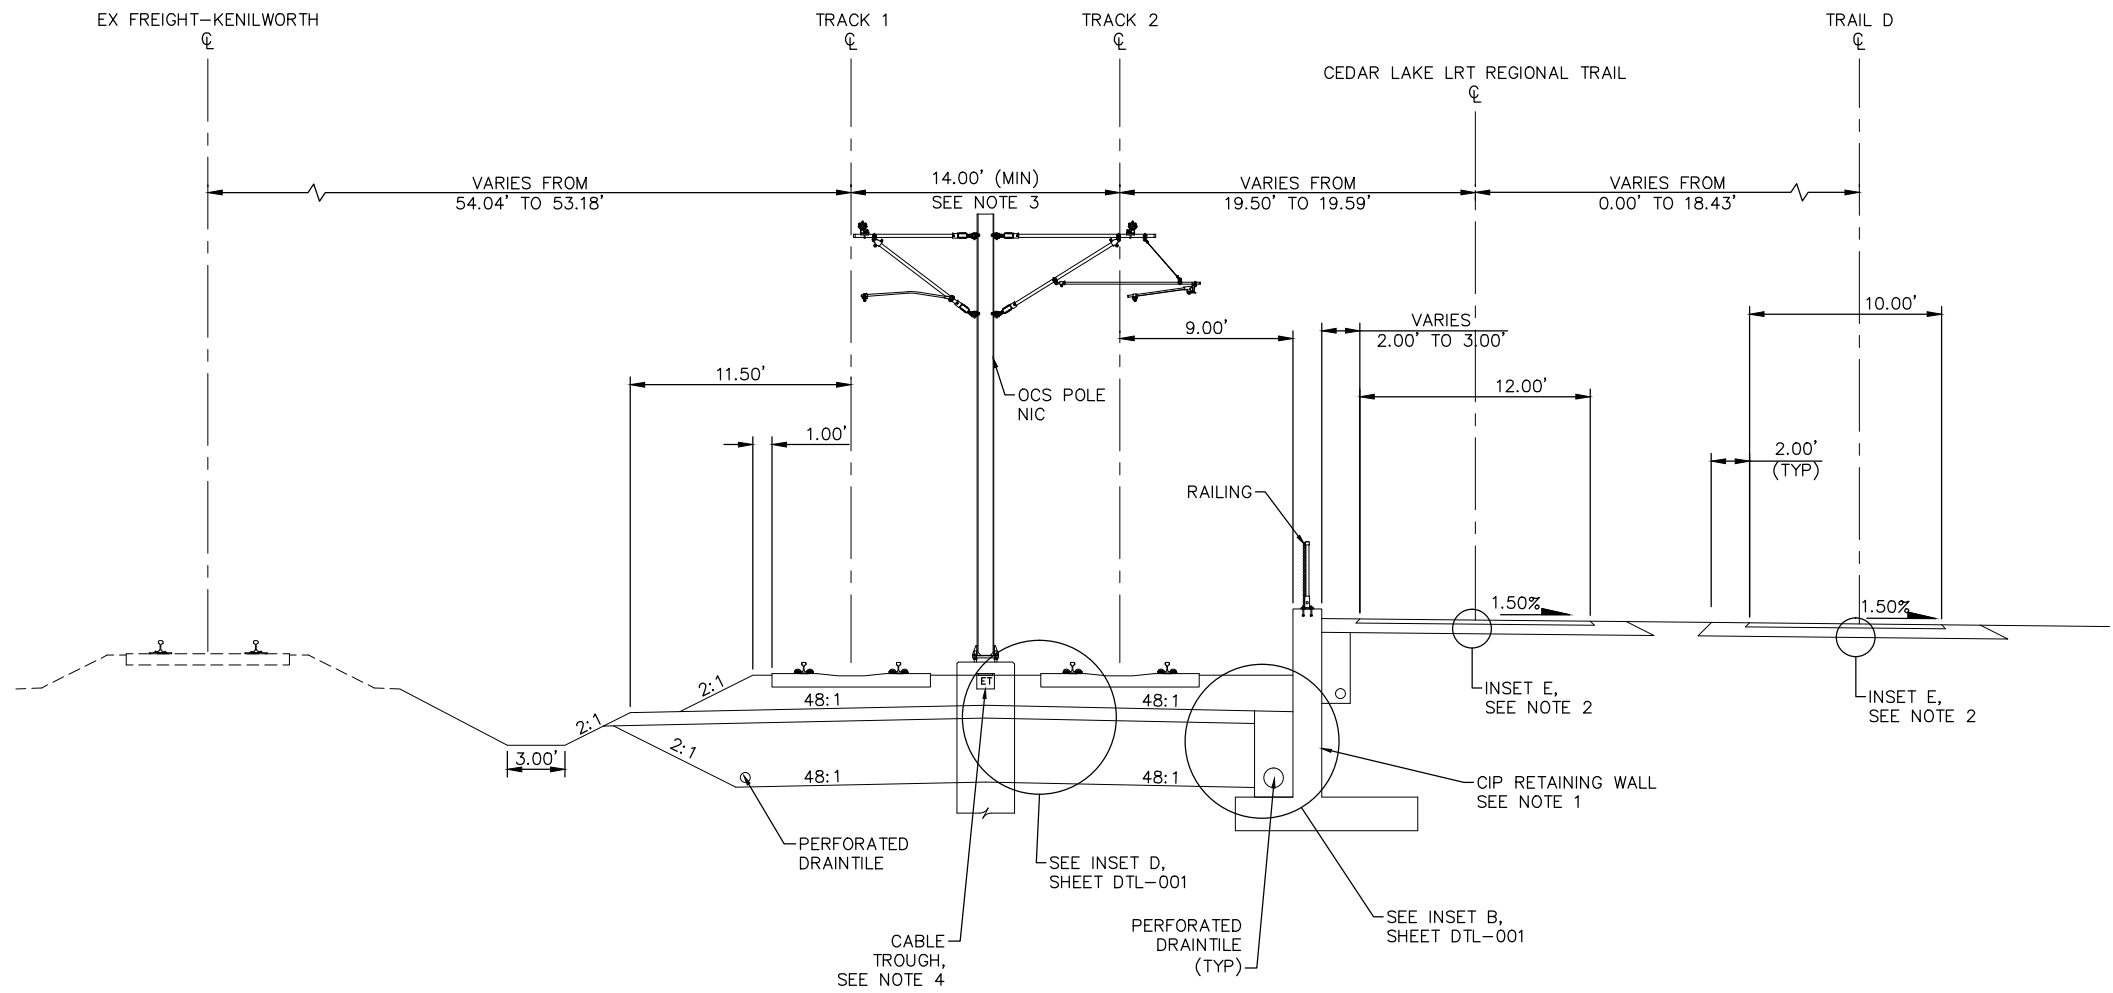 EX FREIGHT-KENILWORTH
℄
TRACK 1
℄
TRACK 2
℄
TRAIL D
℄
CEDAR LAKE LRT REGIONAL TRAIL
℄
VARIES FROM
54.04' TO 53.18'
14.00' (MIN)
SEE NOTE 3
VARIES FROM
19.50' TO 19.59'
VARIES FROM
0.00' TO 18.43'
10.00'
9.00'
VARIES
2.00' TO 3.00'
11.50'
12.00'
OCS POLE
NIC
1.00'
2.00'
(TYP)
RAILING
1.50%
1.50%
ET
2:1
48:1
48:1
2:1
2:1
3.00'
48:1
48:1
INSET E,
SEE NOTE 2
INSET E,
SEE NOTE 2
CIP RETAINING WALL
SEE NOTE 1
PERFORATED
DRAINTILE
SEE INSET D,
SHEET DTL-001
SEE INSET B,
SHEET DTL-001
PERFORATED
DRAINTILE
(TYP)
CABLE
TROUGH,
SEE NOTE 4